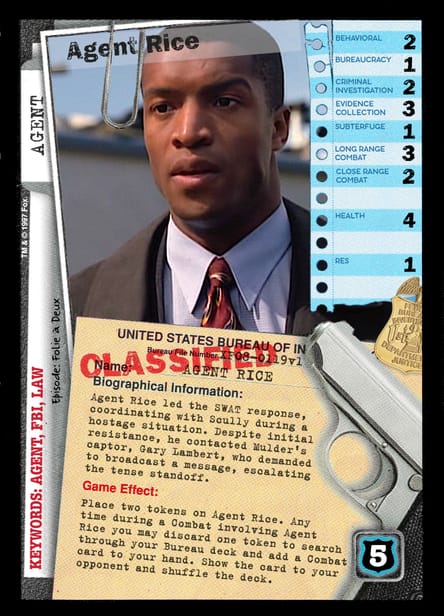 Agent Rice
AGENT
TM & © 1997 Fox.
Episode: Folie à Deux
KEYWORDS: AGENT, FBI, LAW
BEHAVIORAL 2
BUREAUCRACY 1
CRIMINAL
INVESTIGATION 2
EVIDENCE
COLLECTION 3
SUBTERFUGE 1
LONG RANGE
COMBAT 3
CLOSE RANGE
COMBAT 2
HEALTH 4
RES 1
UNITED STATES BUREAU OF IN
Bureau File Number XF08-0119v1
CLASSIFIED
Name: AGENT RICE
Biographical Information:
Agent Rice led the SWAT response,
coordinating with Scully during a
hostage situation. Despite initial
resistance, he contacted Mulder's
captor, Gary Lambert, who demanded
to broadcast a message, escalating
the tense standoff.
Game Effect:
Place two tokens on Agent Rice. Any
time during a Combat involving Agent
Rice you may discard one token to search
through your Bureau deck and add a Combat
card to your hand. Show the card to your
opponent and shuffle the deck.
5